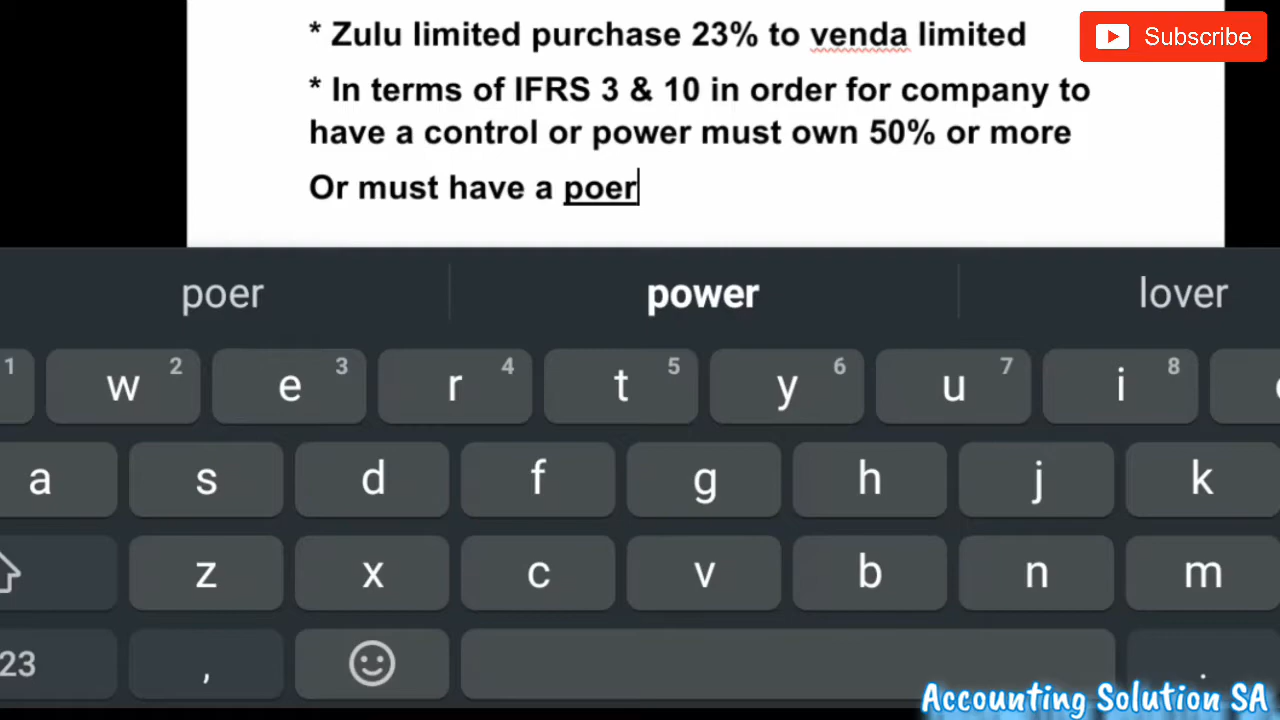 * Zulu limited purchase 23% to venda limited
Subscribe
* In terms of IFRS 3 & 10 in order for company to
have a control or power must own 50% or more
Or must have a poer
poer power lover
1 w 2 e 3 r 4 t 5 y 6 u 7 i 8
a s d f g h j k
z x c v b n m
23 , .
Accounting Solution SA